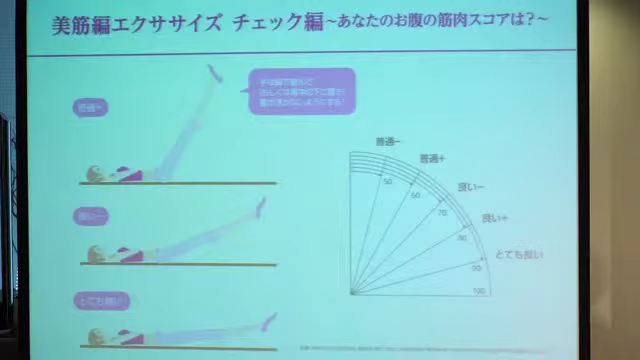 美筋編エクササイズ チェック編~あなたのお腹の筋肉スコアは?~
普通−
普通−
普通+
良い−
良い+
とても良い
50
60
70
80
90
100
良い−
とても良い